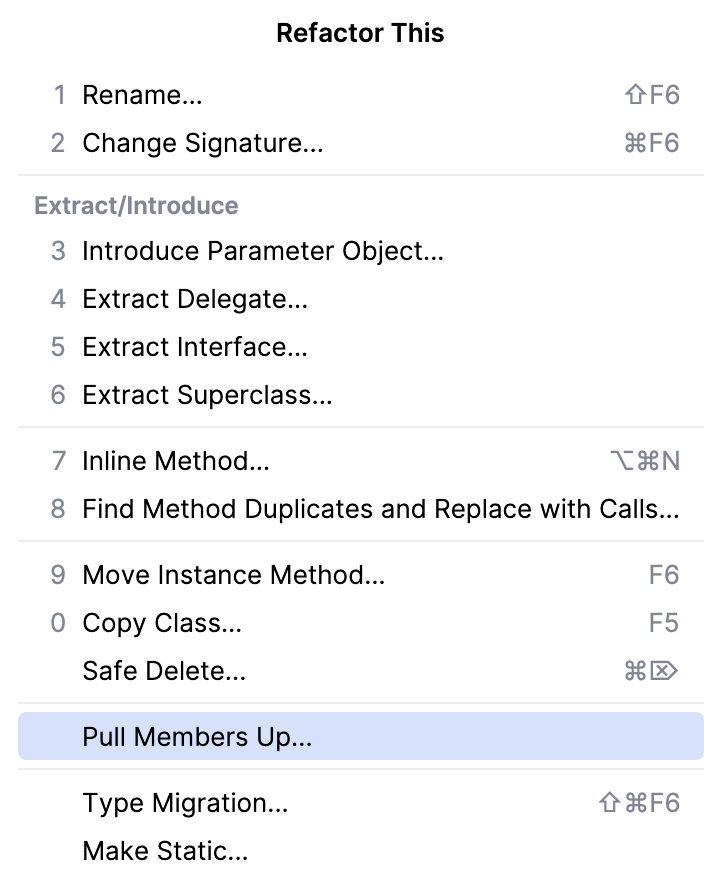 Refactor This
1 Rename... ⇧F6
2 Change Signature... ⌘F6
Extract/Introduce
3 Introduce Parameter Object...
4 Extract Delegate...
5 Extract Interface...
6 Extract Superclass...
7 Inline Method... ⌥⌘N
8 Find Method Duplicates and Replace with Calls...
9 Move Instance Method... F6
0 Copy Class... F5
Safe Delete... ⌘⌦
Pull Members Up...
Type Migration... ⇧⌘F6
Make Static...